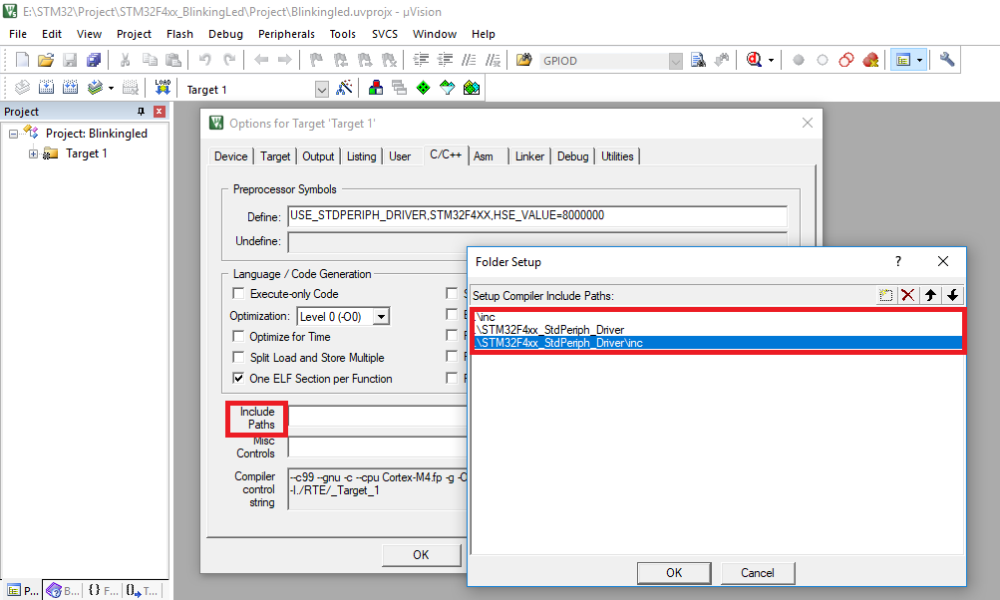 E:\STM32\Project\STM32F4xx_BlinkingLed\Project\Blinkingled.uvprojx - µVision
File Edit View Project Flash Debug Peripherals Tools SVCS Window Help
GPIOD
LOAD Target 1
Project
Project: Blinkingled
Target 1
Options for Target 'Target 1'
Device Target Output Listing User C/C++ Asm Linker Debug Utilities
Preprocessor Symbols
Define: USE_STDPERIPH_DRIVER,STM32F4XX,HSE_VALUE=8000000
Undefine:
Language / Code Generation
Execute-only Code
Optimization: Level 0 (-O0)
Optimize for Time
Split Load and Store Multiple
One ELF Section per Function
Include
Paths
Misc
Controls
Compiler
control
string
--c99 --gnu -c --cpu Cortex-M4.fp -g -O
-I./RTE/_Target_1
OK
Folder Setup
?
Setup Compiler Include Paths:
.\inc
.\STM32F4xx_StdPeriph_Driver
.\STM32F4xx_StdPeriph_Driver\inc
OK Cancel
P... B... {} F... T...